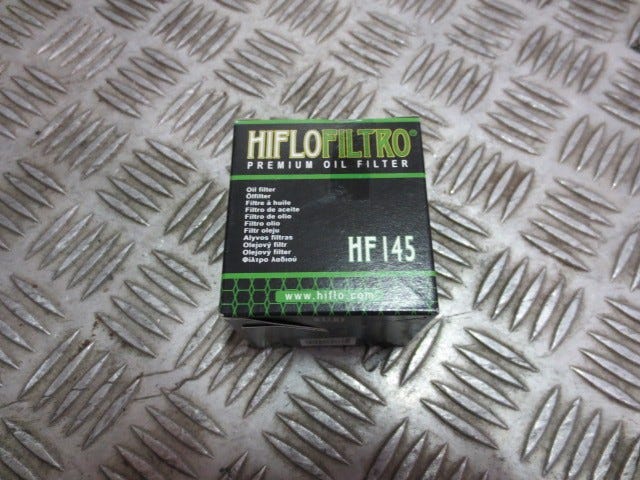 HIFLOFILTRO®
PREMIUM OIL FILTER
Oil filter
Ölfilter
Filtre à huile
Filtro de aceite
Filtro de olio
Filtro olio
Filtr oleju
Alyvos filtras
Olejový filtr
Olejový filter
Φίλτρο λαδιού
HF145
www.hiflo.com